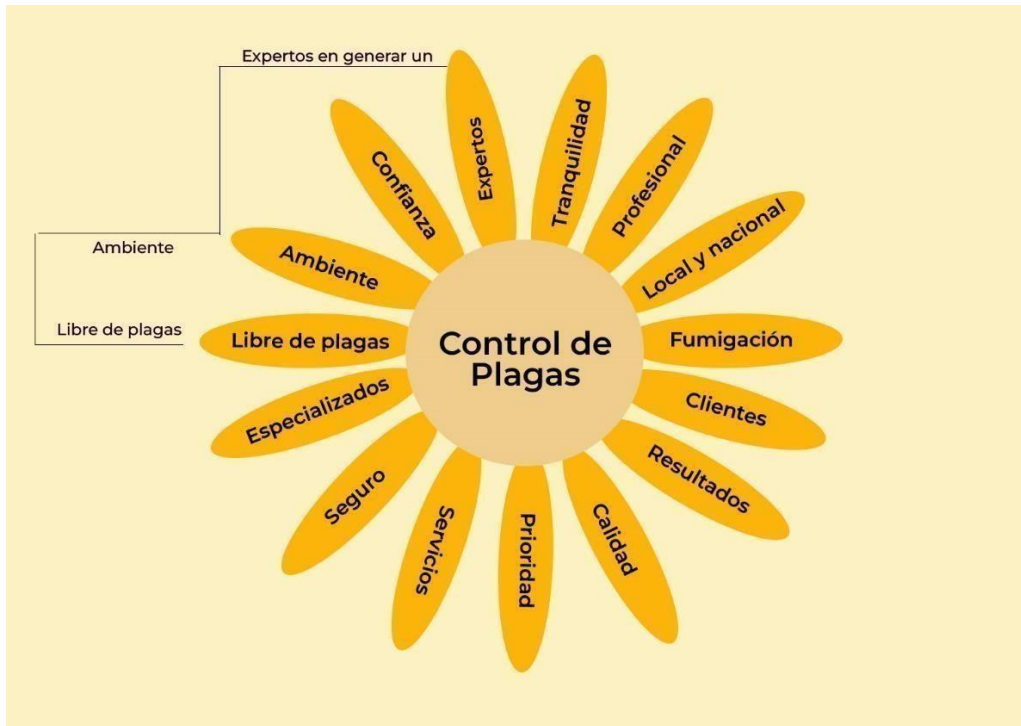 Expertos en generar un
Ambiente
Libre de plagas
Control de
Plagas
Expertos
Tranquilidad
Profesional
Local y nacional
Fumigación
Clientes
Resultados
Calidad
Prioridad
Servicios
Seguro
Especializados
Libre de plagas
Ambiente
Confianza